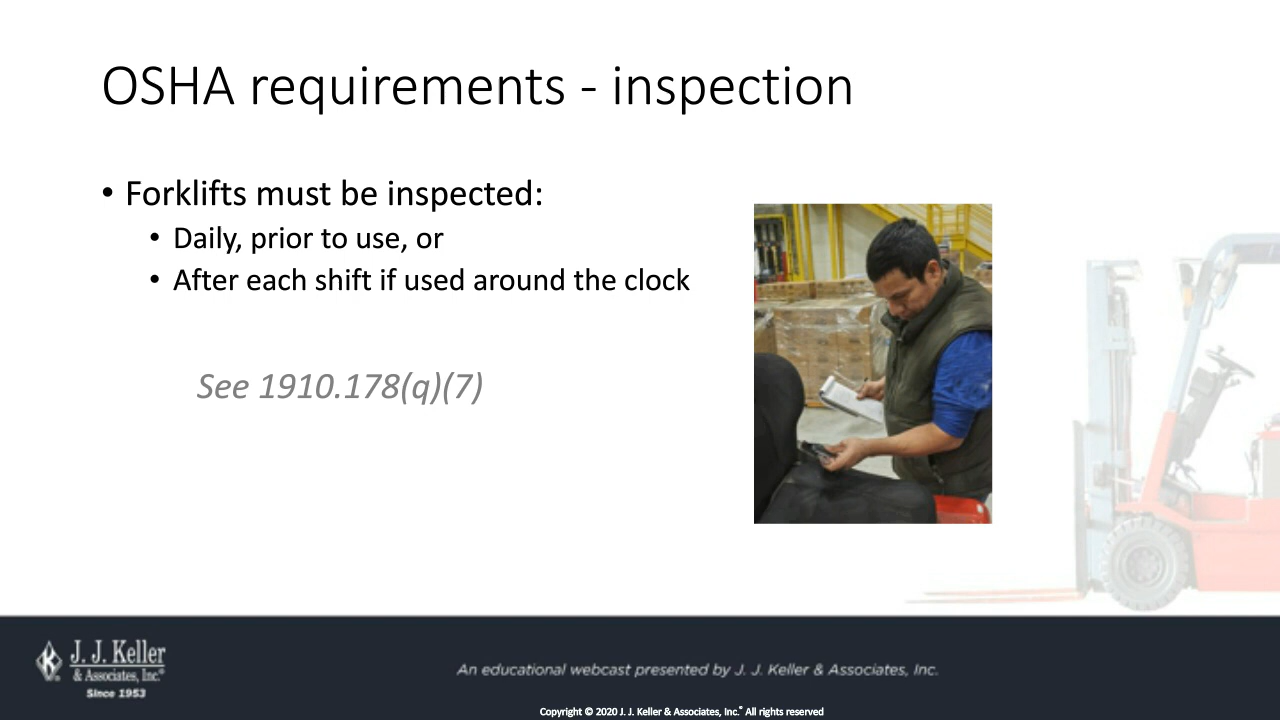 OSHA requirements - inspection
• Forklifts must be inspected:
• Daily, prior to use, or
• After each shift if used around the clock
See 1910.178(q)(7)
J. J. Keller
& Associates, Inc.®
Since 1953
An educational webcast presented by J. J. Keller & Associates, Inc.
Copyright © 2020 J. J. Keller & Associates, Inc.® All rights reserved